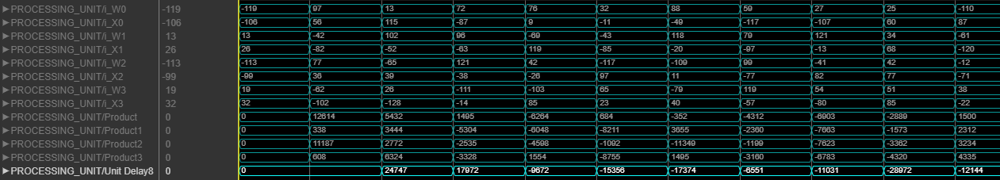 PROCESSING_UNIT/i_W0 -119 -119 97 13 72 76 32 88 59 27 25 -110
PROCESSING_UNIT/i_X0 -106 -106 56 115 -87 9 -11 -49 -117 -107 60 87
PROCESSING_UNIT/i_W1 13 13 -42 102 96 -69 -43 118 79 121 34 -61
PROCESSING_UNIT/i_X1 26 26 -82 -52 -63 119 -85 -20 -97 -13 68 -120
PROCESSING_UNIT/i_W2 -113 -113 77 -65 121 42 -117 -109 99 -41 42 -12
PROCESSING_UNIT/i_X2 -99 -99 36 39 -38 -26 97 11 -77 82 77 -71
PROCESSING_UNIT/i_W3 19 19 -62 26 -111 -103 65 -79 119 54 51 38
PROCESSING_UNIT/i_X3 32 32 -102 -128 -14 85 23 40 -57 -80 85 -22
PROCESSING_UNIT/Product 0 0 12614 5432 1495 -6264 684 -352 -4312 -6903 -2889 1500
PROCESSING_UNIT/Product1 0 0 338 3444 -5304 -6048 -8211 3655 -2360 -7663 -1573 2312
PROCESSING_UNIT/Product2 0 0 11187 2772 -2535 -4598 -1092 -11349 -1199 -7623 -3362 3234
PROCESSING_UNIT/Product3 0 0 608 6324 -3328 1554 -8755 1495 -3160 -6783 -4320 4335
PROCESSING_UNIT/Unit Delay8 0 0 24747 17972 -9672 -15356 -17374 -6551 -11031 -28972 -12144